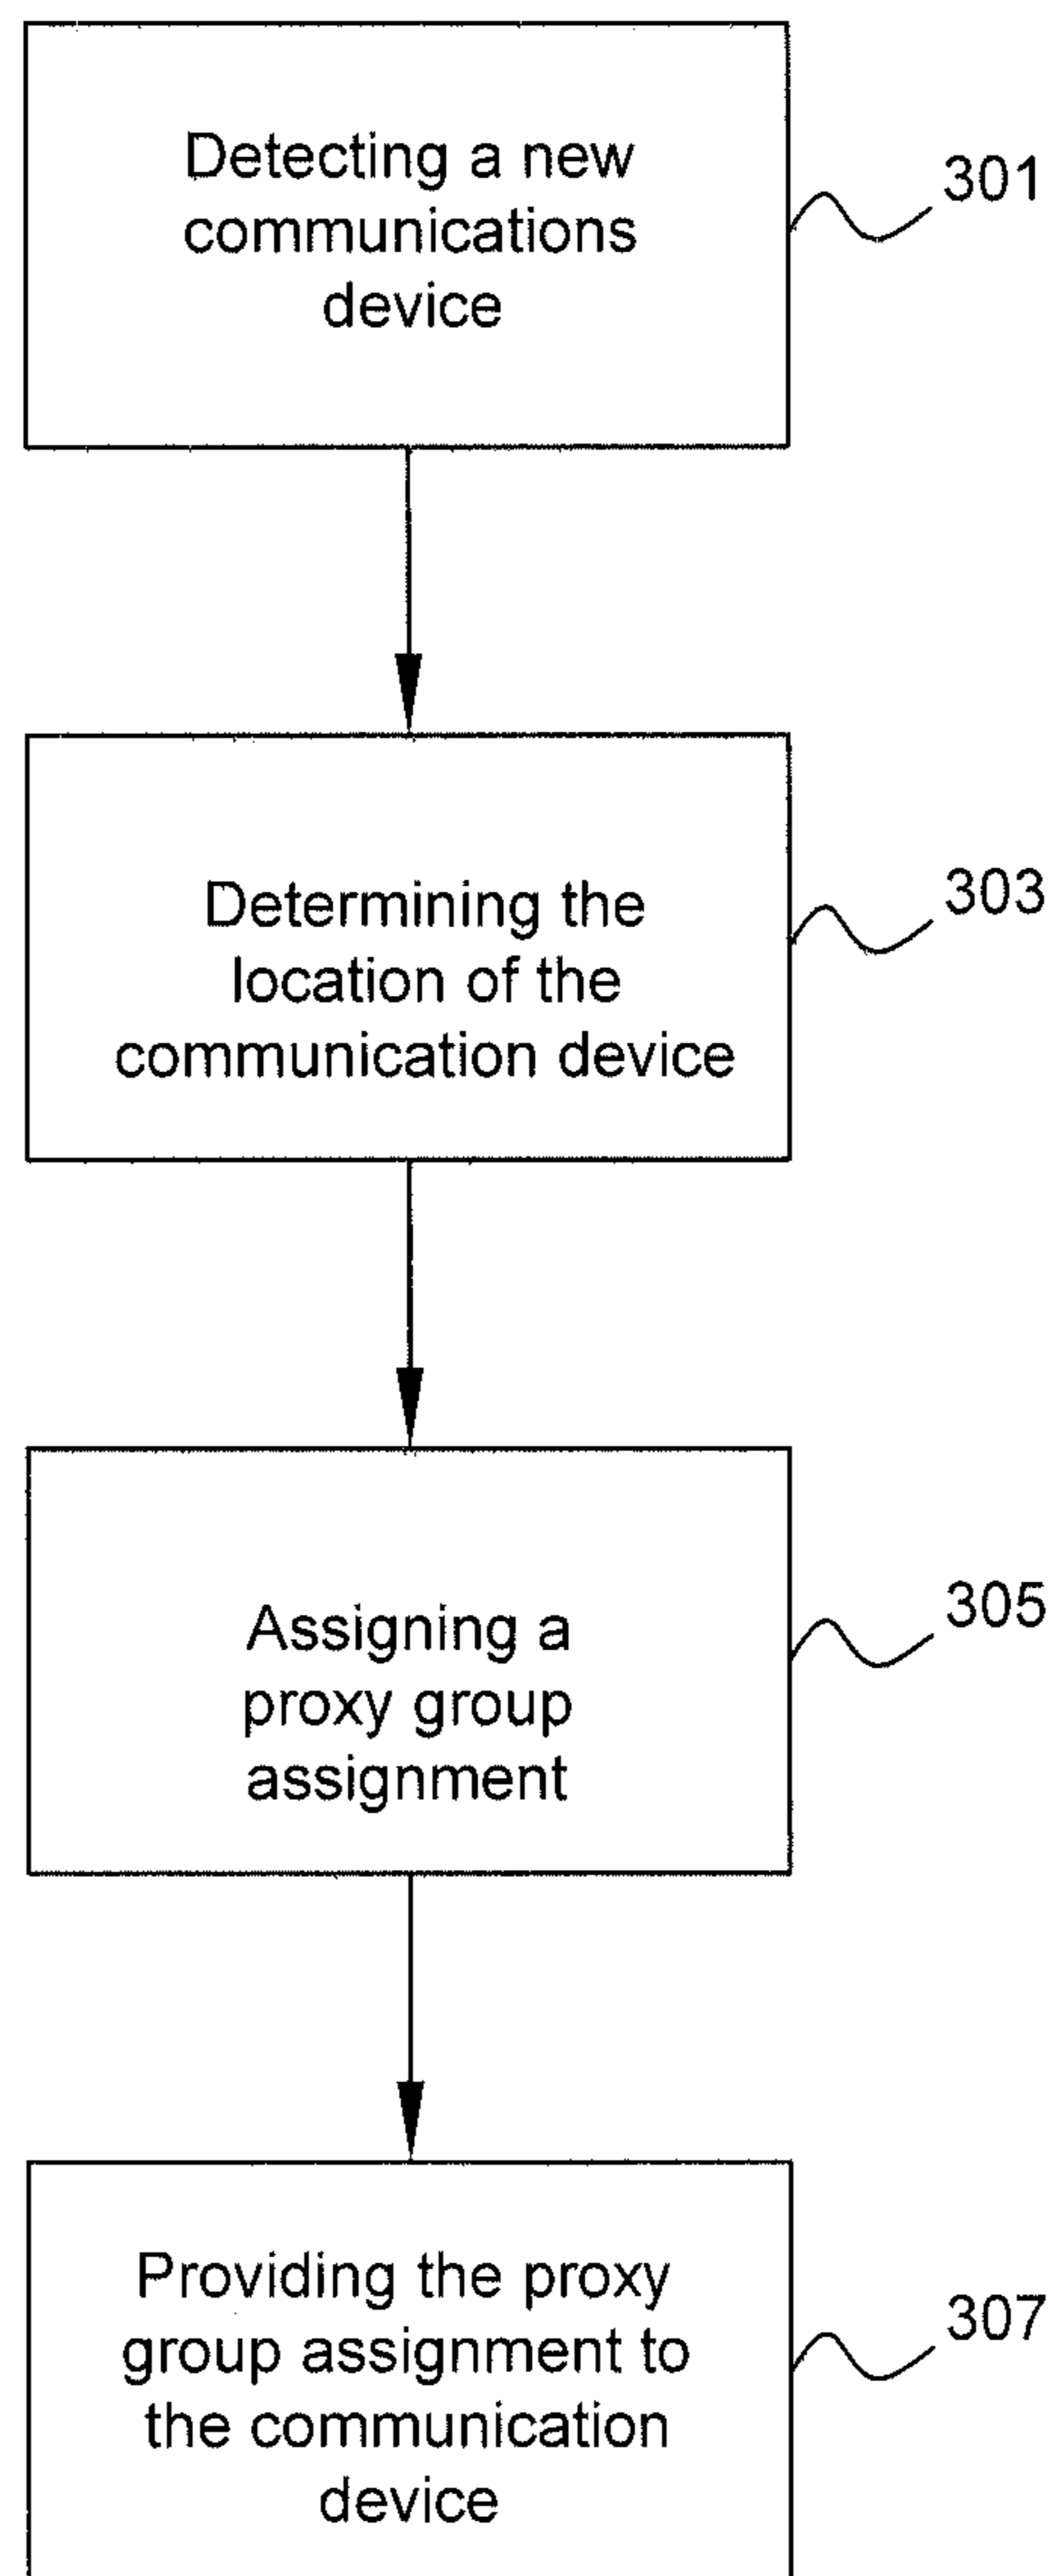 Detecting a new
communications
device
301
Determining the
location of the
communication device
303
Assigning a
proxy group
assignment
305
Providing the proxy
group assignment to
the communication
device
307